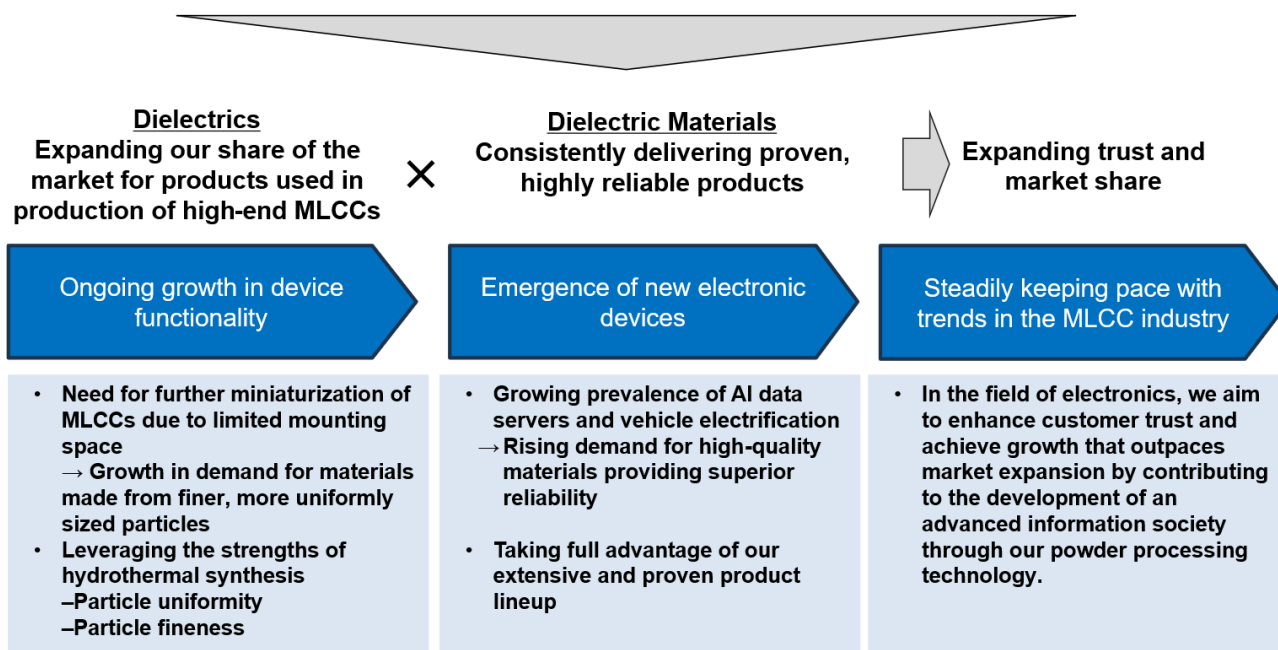 Dielectrics
Expanding our share of the
market for products used in
production of high-end MLCCs
×
Dielectric Materials
Consistently delivering proven,
highly reliable products
Expanding trust and
market share
Ongoing growth in device
functionality
Emergence of new electronic
devices
Steadily keeping pace with
trends in the MLCC industry
• Need for further miniaturization of
MLCCs due to limited mounting
space
→ Growth in demand for materials
made from finer, more uniformly
sized particles
• Leveraging the strengths of
hydrothermal synthesis
–Particle uniformity
–Particle fineness
• Growing prevalence of AI data
servers and vehicle electrification
→ Rising demand for high-quality
materials providing superior
reliability
• Taking full advantage of our
extensive and proven product
lineup
• In the field of electronics, we aim
to enhance customer trust and
achieve growth that outpaces
market expansion by contributing
to the development of an
advanced information society
through our powder processing
technology.